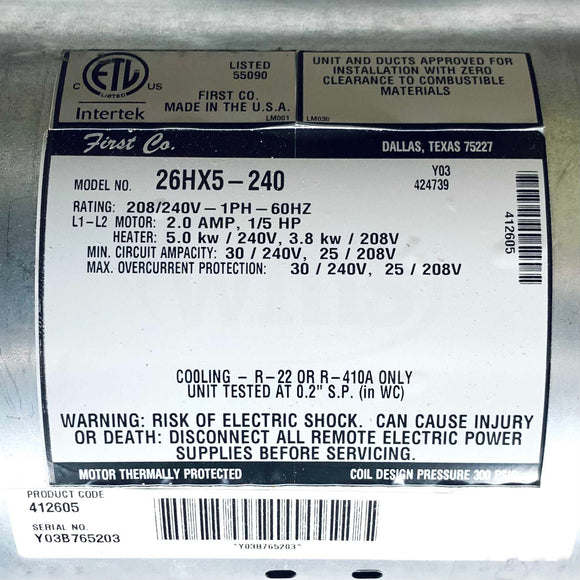 C ETL US
LISTED
Intertek
LISTED
55090
FIRST CO.
MADE IN THE U.S.A.
LM001
UNIT AND DUCTS APPROVED FOR
INSTALLATION WITH ZERO
CLEARANCE TO COMBUSTIBLE
MATERIALS
LM030
First Co.
DALLAS, TEXAS 75227
MODEL NO. 26HX5-240
Y03
424739
RATING: 208/240V-1PH-60HZ
L1-L2 MOTOR: 2.0 AMP, 1/5 HP
HEATER: 5.0 kw / 240V, 3.8 kw / 208V
MIN. CIRCUIT AMPACITY: 30 / 240V, 25 / 208V
MAX. OVERCURRENT PROTECTION: 30 / 240V, 25 / 208V
412605
COOLING - R-22 OR R-410A ONLY
UNIT TESTED AT 0.2" S.P. (in WC)
WARNING: RISK OF ELECTRIC SHOCK. CAN CAUSE INJURY
OR DEATH: DISCONNECT ALL REMOTE ELECTRIC POWER
SUPPLIES BEFORE SERVICING.
MOTOR THERMALLY PROTECTED
COIL DESIGN PRESSURE 300 PSIG
PRODUCT CODE
412605
SERIAL NO.
Y03B765203
"Y03B765203"